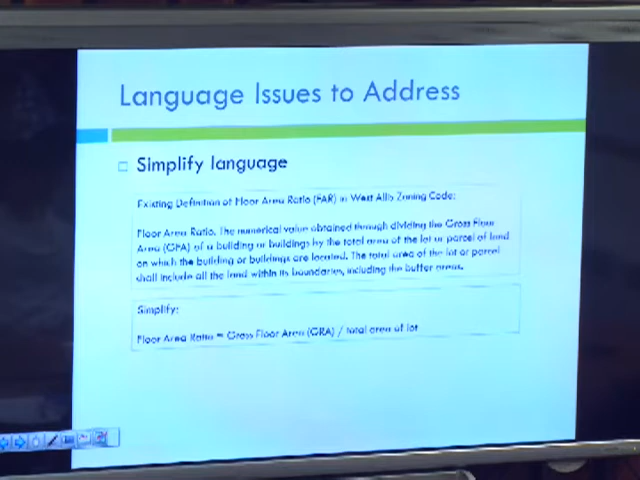 Language Issues to Address
Simplify language
Existing Definition of Floor Area Ratio (FAR) in West Allis Zoning Code:
Floor Area Ratio. The numerical value obtained through dividing the Gross Floor
Area (GFA) of a building or buildings by the total area of the lot or parcel of land
on which the building or buildings are located. The total area of the lot or parcel
shall include all the land within its boundaries, including the buffer areas.
Simplify:
Floor Area Ratio = Gross Floor Area (GRA) / total area of lot